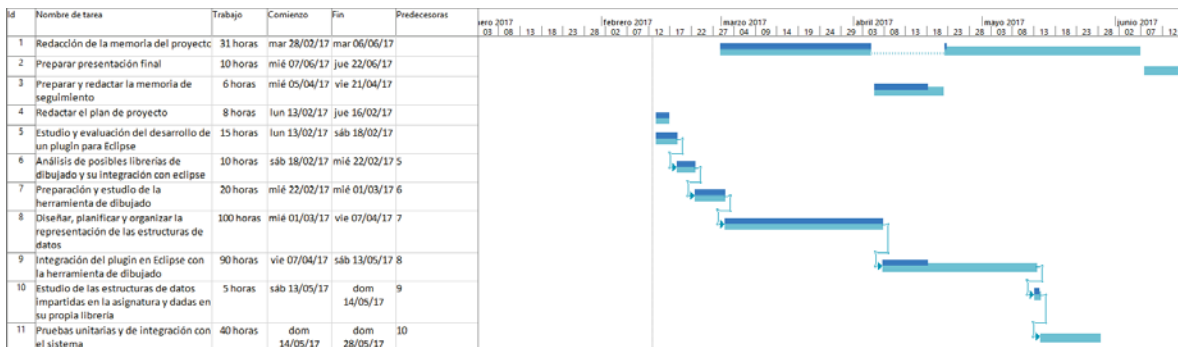 Id Nombre de tarea Trabajo Comienzo Fin Predecesoras
ero 2017 febrero 2017 marzo 2017 abril 2017 mayo 2017 junio 2017
03 08 13 18 23 28 02 07 12 17 22 27 04 09 14 19 24 29 03 08 13 18 23 28 03 08 13 18 23 28 02 07 12
1 Redacción de la memoria del proyecto 31 horas mar 28/02/17 mar 06/06/17
2 Preparar presentación final 10 horas mié 07/06/17 jue 22/06/17
3 Preparar y redactar la memoria de 6 horas mié 05/04/17 vie 21/04/17
seguimiento
4 Redactar el plan de proyecto 8 horas lun 13/02/17 jue 16/02/17
5 Estudio y evaluación del desarrollo de 15 horas lun 13/02/17 sáb 18/02/17
un plugin para Eclipse
6 Análisis de posibles librerías de 10 horas sáb 18/02/17 mié 22/02/17 5
dibujado y su integración con eclipse
7 Preparación y estudio de la 20 horas mié 22/02/17 mié 01/03/17 6
herramienta de dibujado
8 Diseñar, planificar y organizar la 100 horas mié 01/03/17 vie 07/04/17 7
representación de las estructuras de
datos
9 Integración del plugin en Eclipse con 90 horas vie 07/04/17 sáb 13/05/17 8
la herramienta de dibujado
10 Estudio de las estructuras de datos 5 horas sáb 13/05/17 dom 9
impartidas en la asignatura y dadas en 14/05/17
su propia librería
11 Pruebas unitarias y de integración con 40 horas dom dom 10
el sistema 14/05/17 28/05/17